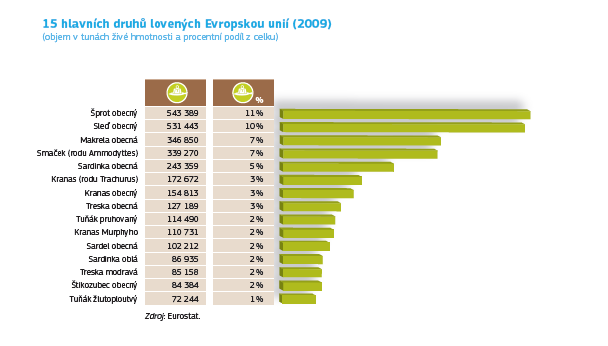 15 hlavních druhů lovených Evropskou unií (2009)
(objem v tunách živé hmotnosti a procentní podíl z celku)
%
Šprot obecný 543 389 11 %
Sleď obecný 531 443 10 %
Makrela obecná 346 850 7 %
Smaček (rodu Ammodyttes) 339 270 7 %
Sardinka obecná 243 359 5 %
Kranas (rodu Trachurus) 172 672 3 %
Kranas obecný 154 813 3 %
Treska obecná 127 189 3 %
Tuňák pruhovaný 114 490 2 %
Kranas Murphyho 110 731 2 %
Sardel obecná 102 212 2 %
Sardinka oblá 86 935 2 %
Treska modravá 85 158 2 %
Štikozubec obecný 84 384 2 %
Tuňák žlutoploutvý 72 244 1 %
Zdroj: Eurostat.